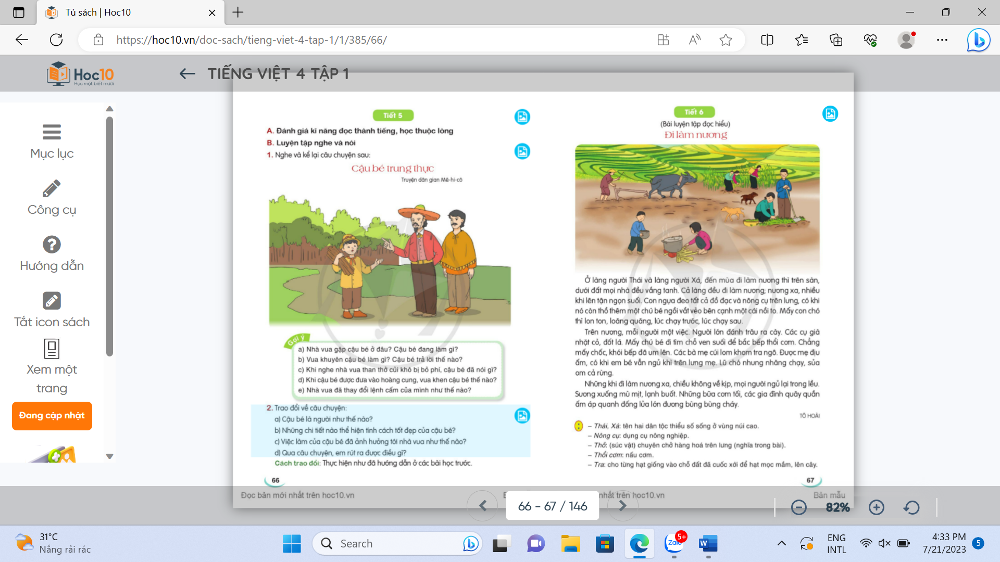 Tủ sách | Hoc10
https://hoc10.vn/doc-sach/tieng-viet-4-tap-1/1/385/66/
Hoc10
Học một biết mười
TIẾNG VIỆT 4 TẬP 1
Mục lục
Công cụ
Hướng dẫn
Tắt icon sách
Xem một
trang
Đang cập nhật
Tiết 5
A. Đánh giá kĩ năng đọc thành tiếng, học thuộc lòng
B. Luyện tập nghe và nói
1. Nghe và kể lại câu chuyện sau:
Cậu bé trung thực
Truyện dân gian Mê-hi-cô
Gợi ý
a) Nhà vua gặp cậu bé ở đâu? Cậu bé đang làm gì?
b) Vua khuyên cậu bé làm gì? Cậu bé trả lời thế nào?
c) Khi nghe nhà vua than thở củi khô bị bỏ phí, cậu bé đã nói gì?
d) Khi cậu bé được đưa vào hoàng cung, vua khen cậu bé thế nào?
e) Nhà vua đã thay đổi lệnh cấm của mình như thế nào?
2. Trao đổi về câu chuyện:
a) Cậu bé là người như thế nào?
b) Những chi tiết nào thể hiện tính cách tốt đẹp của cậu bé?
c) Việc làm của cậu bé đã ảnh hưởng tới nhà vua như thế nào?
d) Qua câu chuyện, em rút ra được điều gì?
Cách trao đổi: Thực hiện như đã hướng dẫn ở các bài học trước.
66
Đọc bản mới nhất trên hoc10.vn
Tiết 6
(Bài luyện tập đọc hiểu)
Đi làm nương
Ở làng người Thái và làng người Xá, đến mùa đi làm nương thì trên sàn,
dưới đất mọi nhà đều vắng tanh. Cả làng đều đi làm nương; nương xa, nhiều
khi lên tận ngọn suối. Con ngựa đeo tất cả đồ đạc và nông cụ trên lưng, có khi
nó còn thồ thêm một chú bé ngồi vắt vẻo bên cạnh một cái nồi to. Mấy con chó
thì lon ton, loăng quăng, lúc chạy trước, lúc chạy sau.
Trên nương, mỗi người một việc. Người lớn đánh trâu ra cày. Các cụ già
nhặt cỏ, đốt lá. Mấy chú bé đi tìm chỗ ven suối để bắc bếp thổi cơm. Chẳng
mấy chốc, khói bếp đã um lên. Các bà mẹ cúi lom khom tra ngô. Được mẹ địu
ấm, có khi em bé vẫn ngủ khì trên lưng mẹ. Lũ chó nhung nhăng chạy, sủa
om cả rừng.
Những khi đi làm nương xa, chiều không về kịp, mọi người ngủ lại trong lều.
Sương xuống mù mịt, lạnh buốt. Những bữa cơm tối, các gia đình quây quần
ấm áp quanh đống lửa lớn đương bùng bùng cháy.
TÔ HOÀI
– Thái, Xá: tên hai dân tộc thiểu số sống ở vùng núi cao.
– Nông cụ: dụng cụ nông nghiệp.
– Thồ: (súc vật) chuyên chở hàng hoá trên lưng (nghĩa trong bài).
– Thổi cơm: nấu cơm.
– Tra: cho từng hạt giống vào chỗ đất đã cuốc xới để hạt mọc mầm, lên cây.
67
nhất trên hoc10.vn
Bản mẫu
66 - 67 / 146
82%
31°C
Nắng rải rác
Search
Zalo
5+
ENG
INTL
4:33 PM
7/21/2023
5